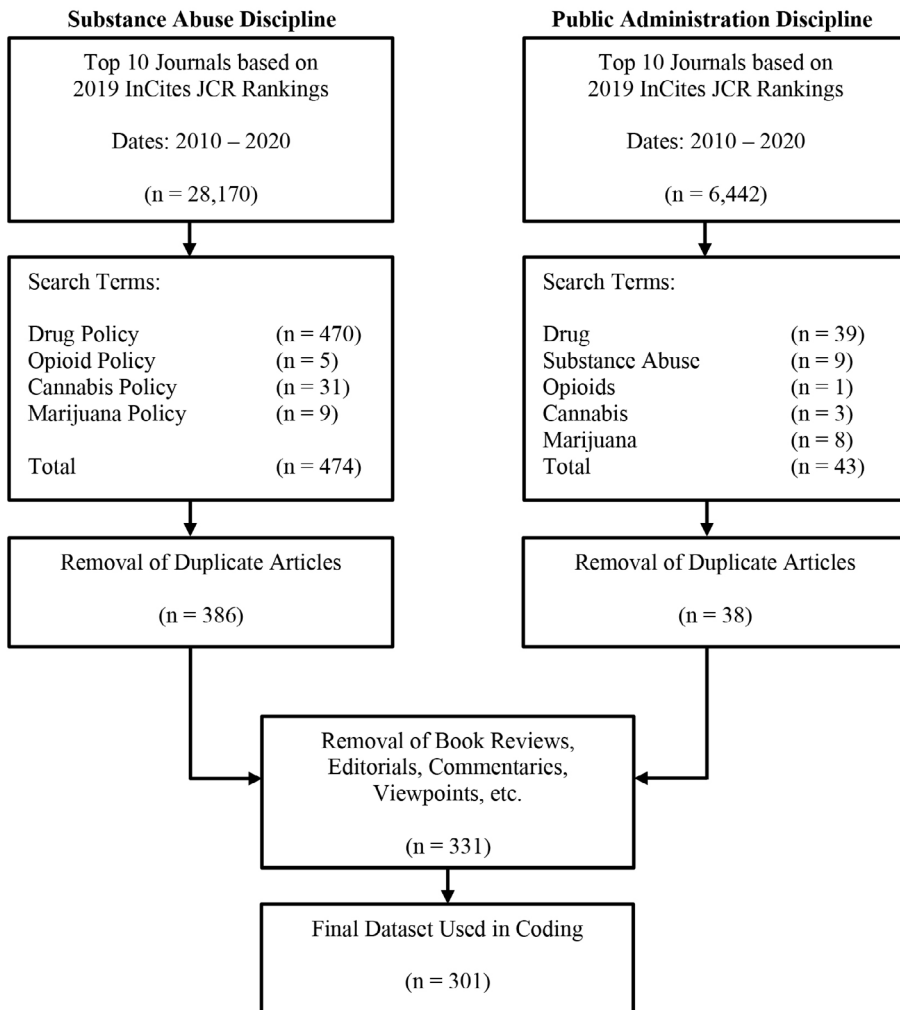 Substance Abuse Discipline
Top 10 Journals based on
2019 InCites JCR Rankings
Dates: 2010 – 2020
(n = 28,170)
Search Terms:
Drug Policy (n = 470)
Opioid Policy (n = 5)
Cannabis Policy (n = 31)
Marijuana Policy (n = 9)
Total (n = 474)
Removal of Duplicate Articles
(n = 386)
Public Administration Discipline
Top 10 Journals based on
2019 InCites JCR Rankings
Dates: 2010 – 2020
(n = 6,442)
Search Terms:
Drug (n = 39)
Substance Abuse (n = 9)
Opioids (n = 1)
Cannabis (n = 3)
Marijuana (n = 8)
Total (n = 43)
Removal of Duplicate Articles
(n = 38)
Removal of Book Reviews,
Editorials, Commentaries,
Viewpoints, etc.
(n = 331)
Final Dataset Used in Coding
(n = 301)